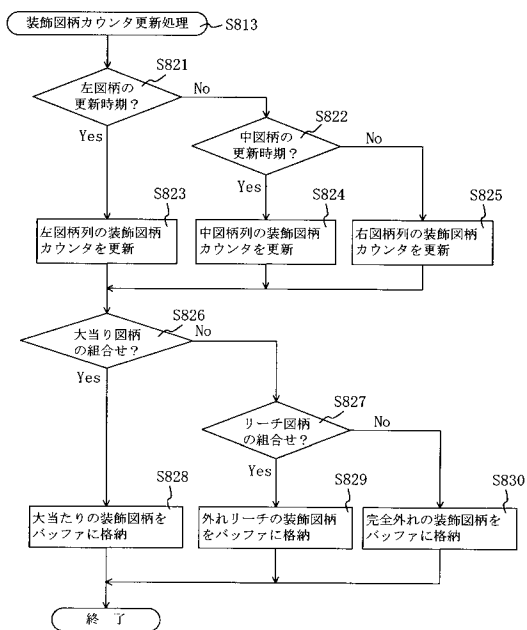 装飾図柄カウンタ更新処理
S813
S821
左図柄の
更新時期?
No
Yes
S822
中図柄の
更新時期?
No
Yes
S823
左図柄列の装飾図柄
カウンタを更新
S824
中図柄列の装飾図柄
カウンタを更新
S825
右図柄列の装飾図柄
カウンタを更新
S826
大当り図柄
の組合せ?
No
Yes
S827
リーチ図柄
の組合せ?
No
Yes
S828
大当たりの装飾図柄を
バッファに格納
S829
外れリーチの装飾図柄
をバッファに格納
S830
完全外れの装飾図柄を
バッファに格納
終 了